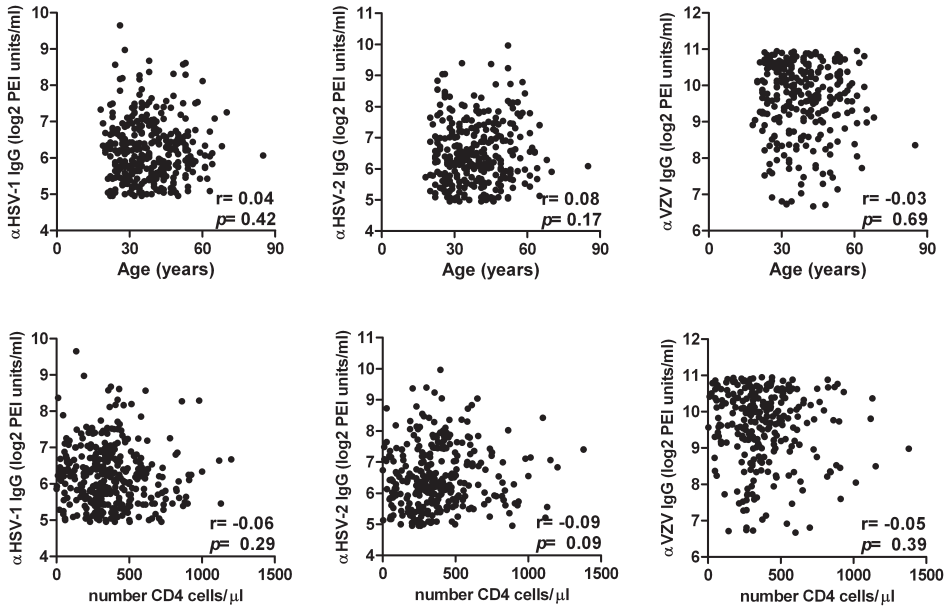 αHSV-1 IgG (log2 PEI units/ml)
10
9
8
7
6
5
4
0
30
60
90
Age (years)
r= 0.04
p= 0.42
αHSV-2 IgG (log2 PEI units/ml)
11
10
9
8
7
6
5
4
0
30
60
90
Age (years)
r= 0.08
p= 0.17
αVZV IgG (log2 PEI units/ml)
12
11
10
9
8
7
6
0
30
60
90
Age (years)
r= -0.03
p= 0.69
αHSV-1 IgG (log2 PEI units/ml)
10
9
8
7
6
5
4
0
500
1000
1500
number CD4 cells/μl
r= -0.06
p= 0.29
αHSV-2 IgG (log2 PEI units/ml)
11
10
9
8
7
6
5
4
0
500
1000
1500
number CD4 cells/μl
r= -0.09
p= 0.09
αVZV IgG (log2 PEI units/ml)
12
11
10
9
8
7
6
0
500
1000
1500
number CD4 cells/μl
r= -0.05
p= 0.39